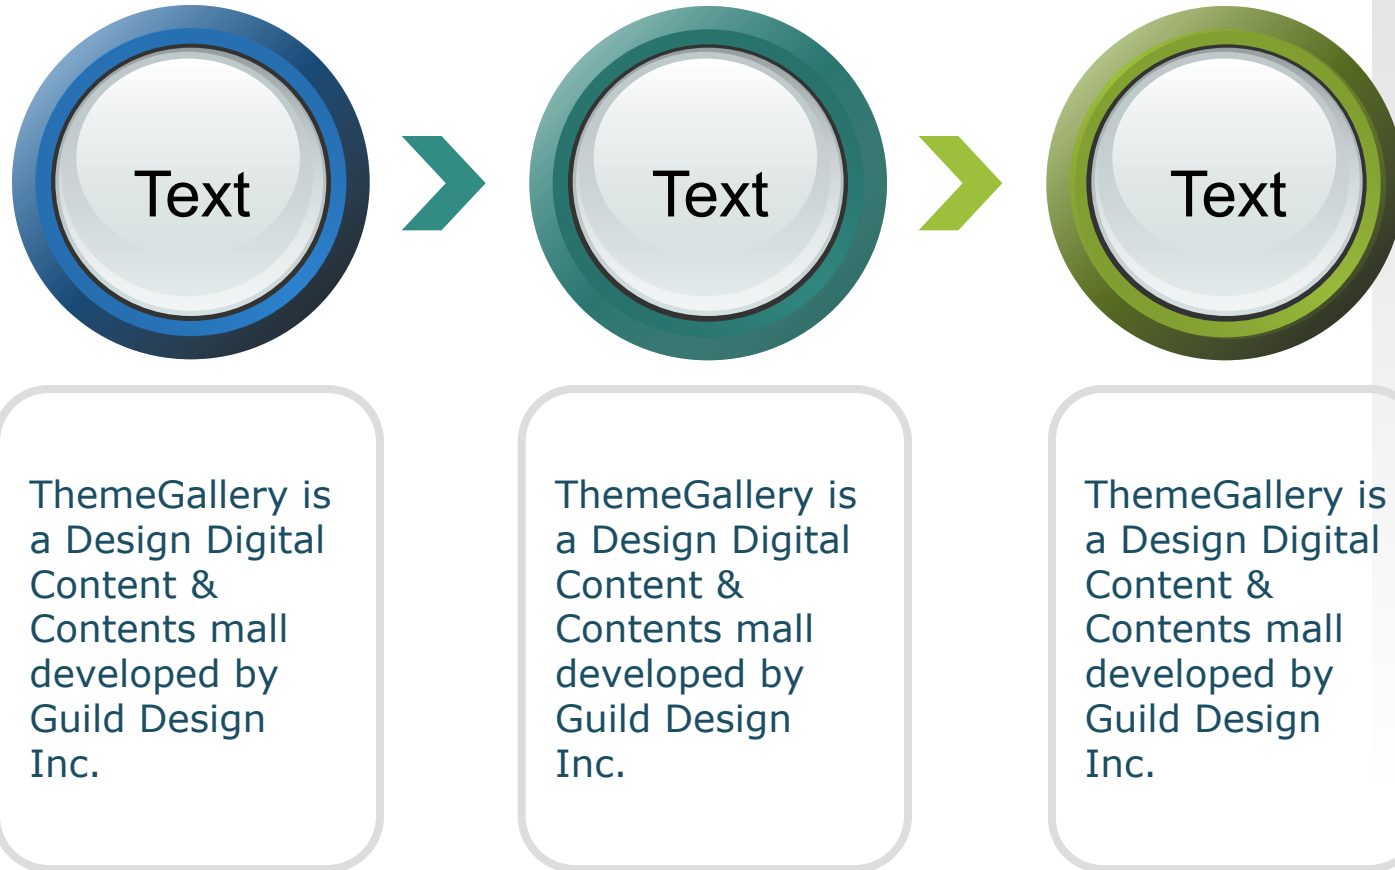 Text
Text
Text
ThemeGallery is
a Design Digital
Content &
Contents mall
developed by
Guild Design
Inc.
ThemeGallery is
a Design Digital
Content &
Contents mall
developed by
Guild Design
Inc.
ThemeGallery is
a Design Digital
Content &
Contents mall
developed by
Guild Design
Inc.